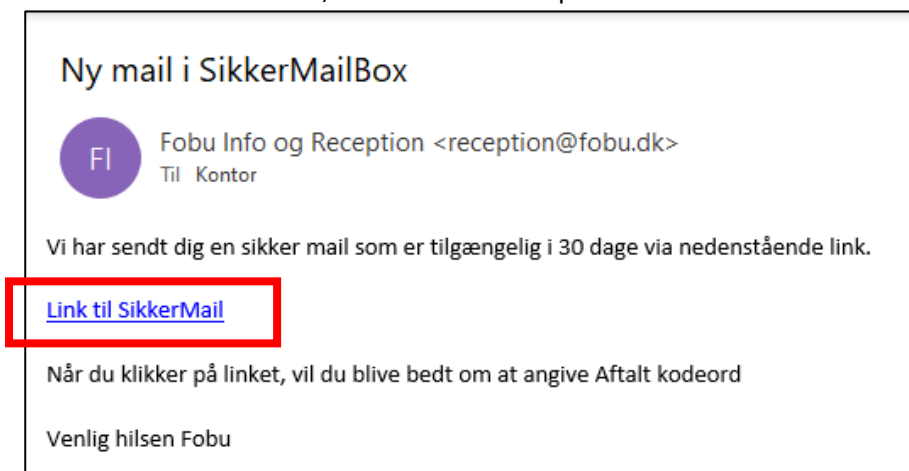 Ny mail i SikkerMailBox
FI
Fobu Info og Reception <reception@fobu.dk>
Til Kontor
Vi har sendt dig en sikker mail som er tilgængelig i 30 dage via nedenstående link.
Link til SikkerMail
Når du klikker på linket, vil du blive bedt om at angive Aftalt kodeord
Venlig hilsen Fobu